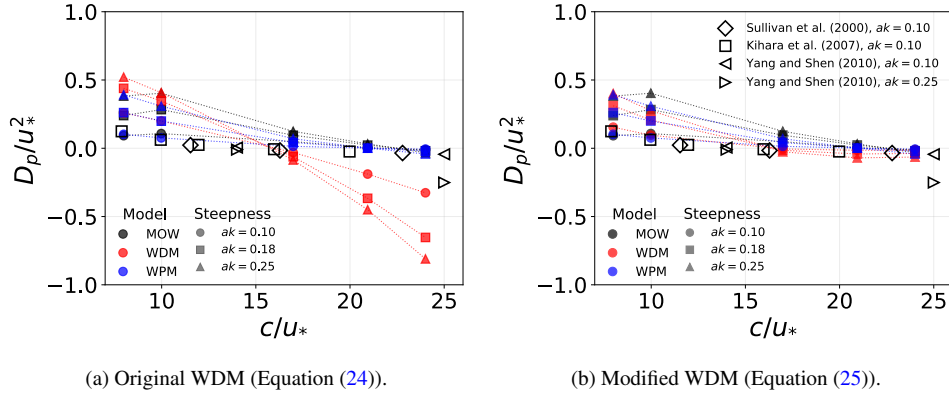 1.0
0.5
0.0
−0.5
−1.0
D_p/u_*^2
10
15
20
25
c/u_*
Model
MOW
WDM
WPM
Steepness
ak = 0.10
ak = 0.18
ak = 0.25
(a) Original WDM (Equation (24)).
1.0
0.5
0.0
−0.5
−1.0
D_p/u_*^2
10
15
20
25
c/u_*
Sullivan et al. (2000), ak = 0.10
Kihara et al. (2007), ak = 0.10
Yang and Shen (2010), ak = 0.10
Yang and Shen (2010), ak = 0.25
Model
MOW
WDM
WPM
Steepness
ak = 0.10
ak = 0.18
ak = 0.25
(b) Modified WDM (Equation (25)).